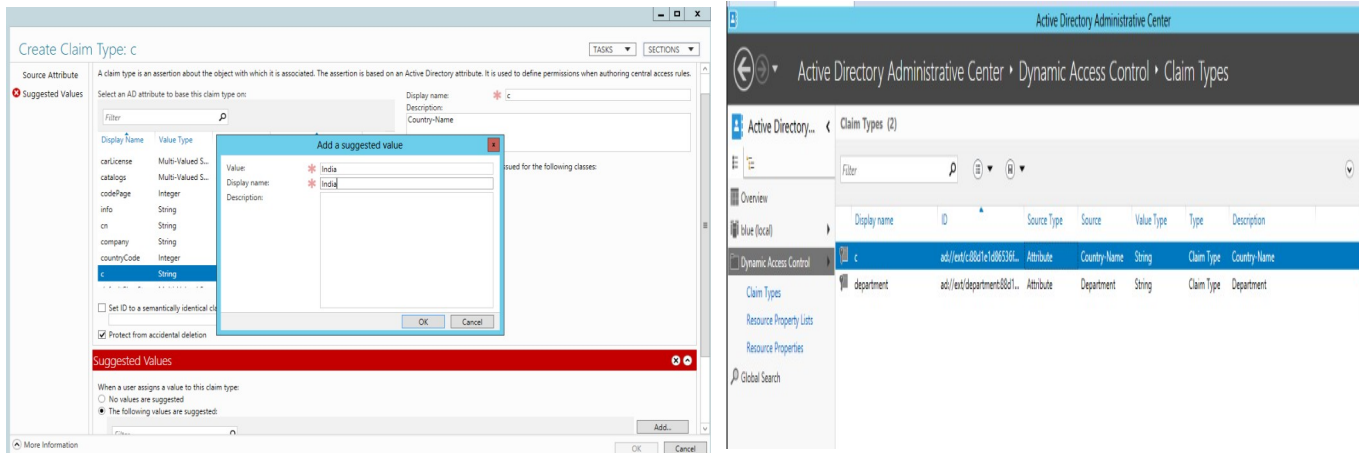 Create Claim Type: c
TASKS
SECTIONS
Source Attribute
Suggested Values
A claim type is an assertion about the object with which it is associated. The assertion is based on an Active Directory attribute. It is used to define permissions when authoring central access rules.
Select an AD attribute to base this claim type on:
Filter
Display Name Value Type
carLicense Multi-Valued S...
catalogs Multi-Valued S...
codePage Integer
info String
cn String
company String
countryCode Integer
c String
Set ID to a semantically identical cla
Protect from accidental deletion
Display name: * c
Description:
Country-Name
sued for the following classes:
Add a suggested value
x
Value: * India
Display name: * India
Description:
OK Cancel
Suggested Values
When a user assigns a value to this claim type:
No values are suggested
The following values are suggested:
Filter
Add...
More Information
OK Cancel
Active Directory Administrative Center
Active Directory Administrative Center • Dynamic Access Control • Claim Types
Active Directory...
Overview
blue (local)
Dynamic Access Control
Claim Types
Resource Property Lists
Resource Properties
Global Search
Claim Types (2)
Filter
Display name ID Source Type Source Value Type Type Description
c ad://ext/c:88d1e1d86536f... Attribute Country-Name String Claim Type Country-Name
department ad://ext/department:88d1... Attribute Department String Claim Type Department